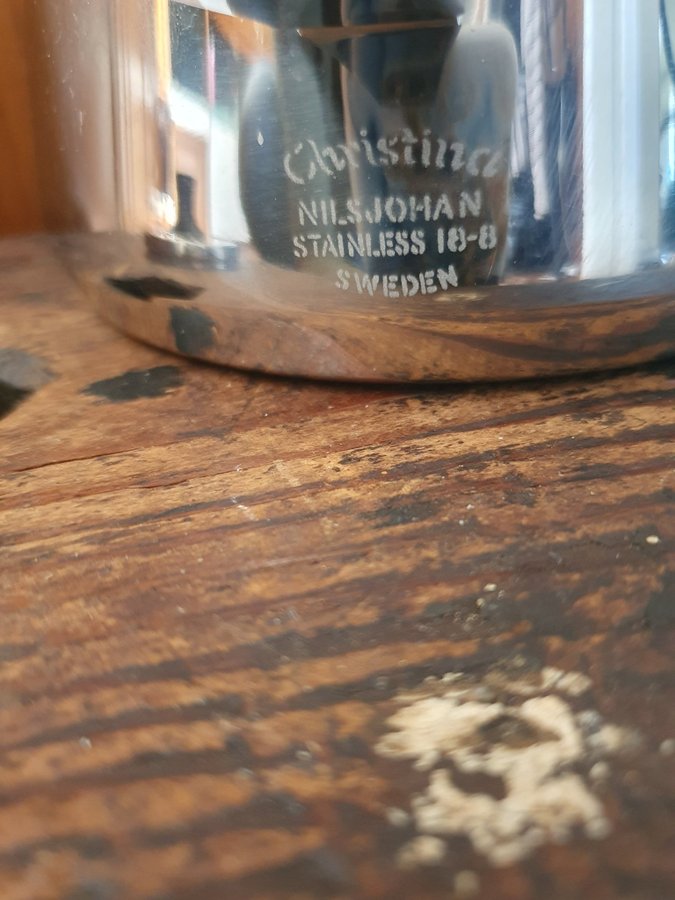 Christina
NILSJOHAN
STAINLESS 18-8
SWEDEN